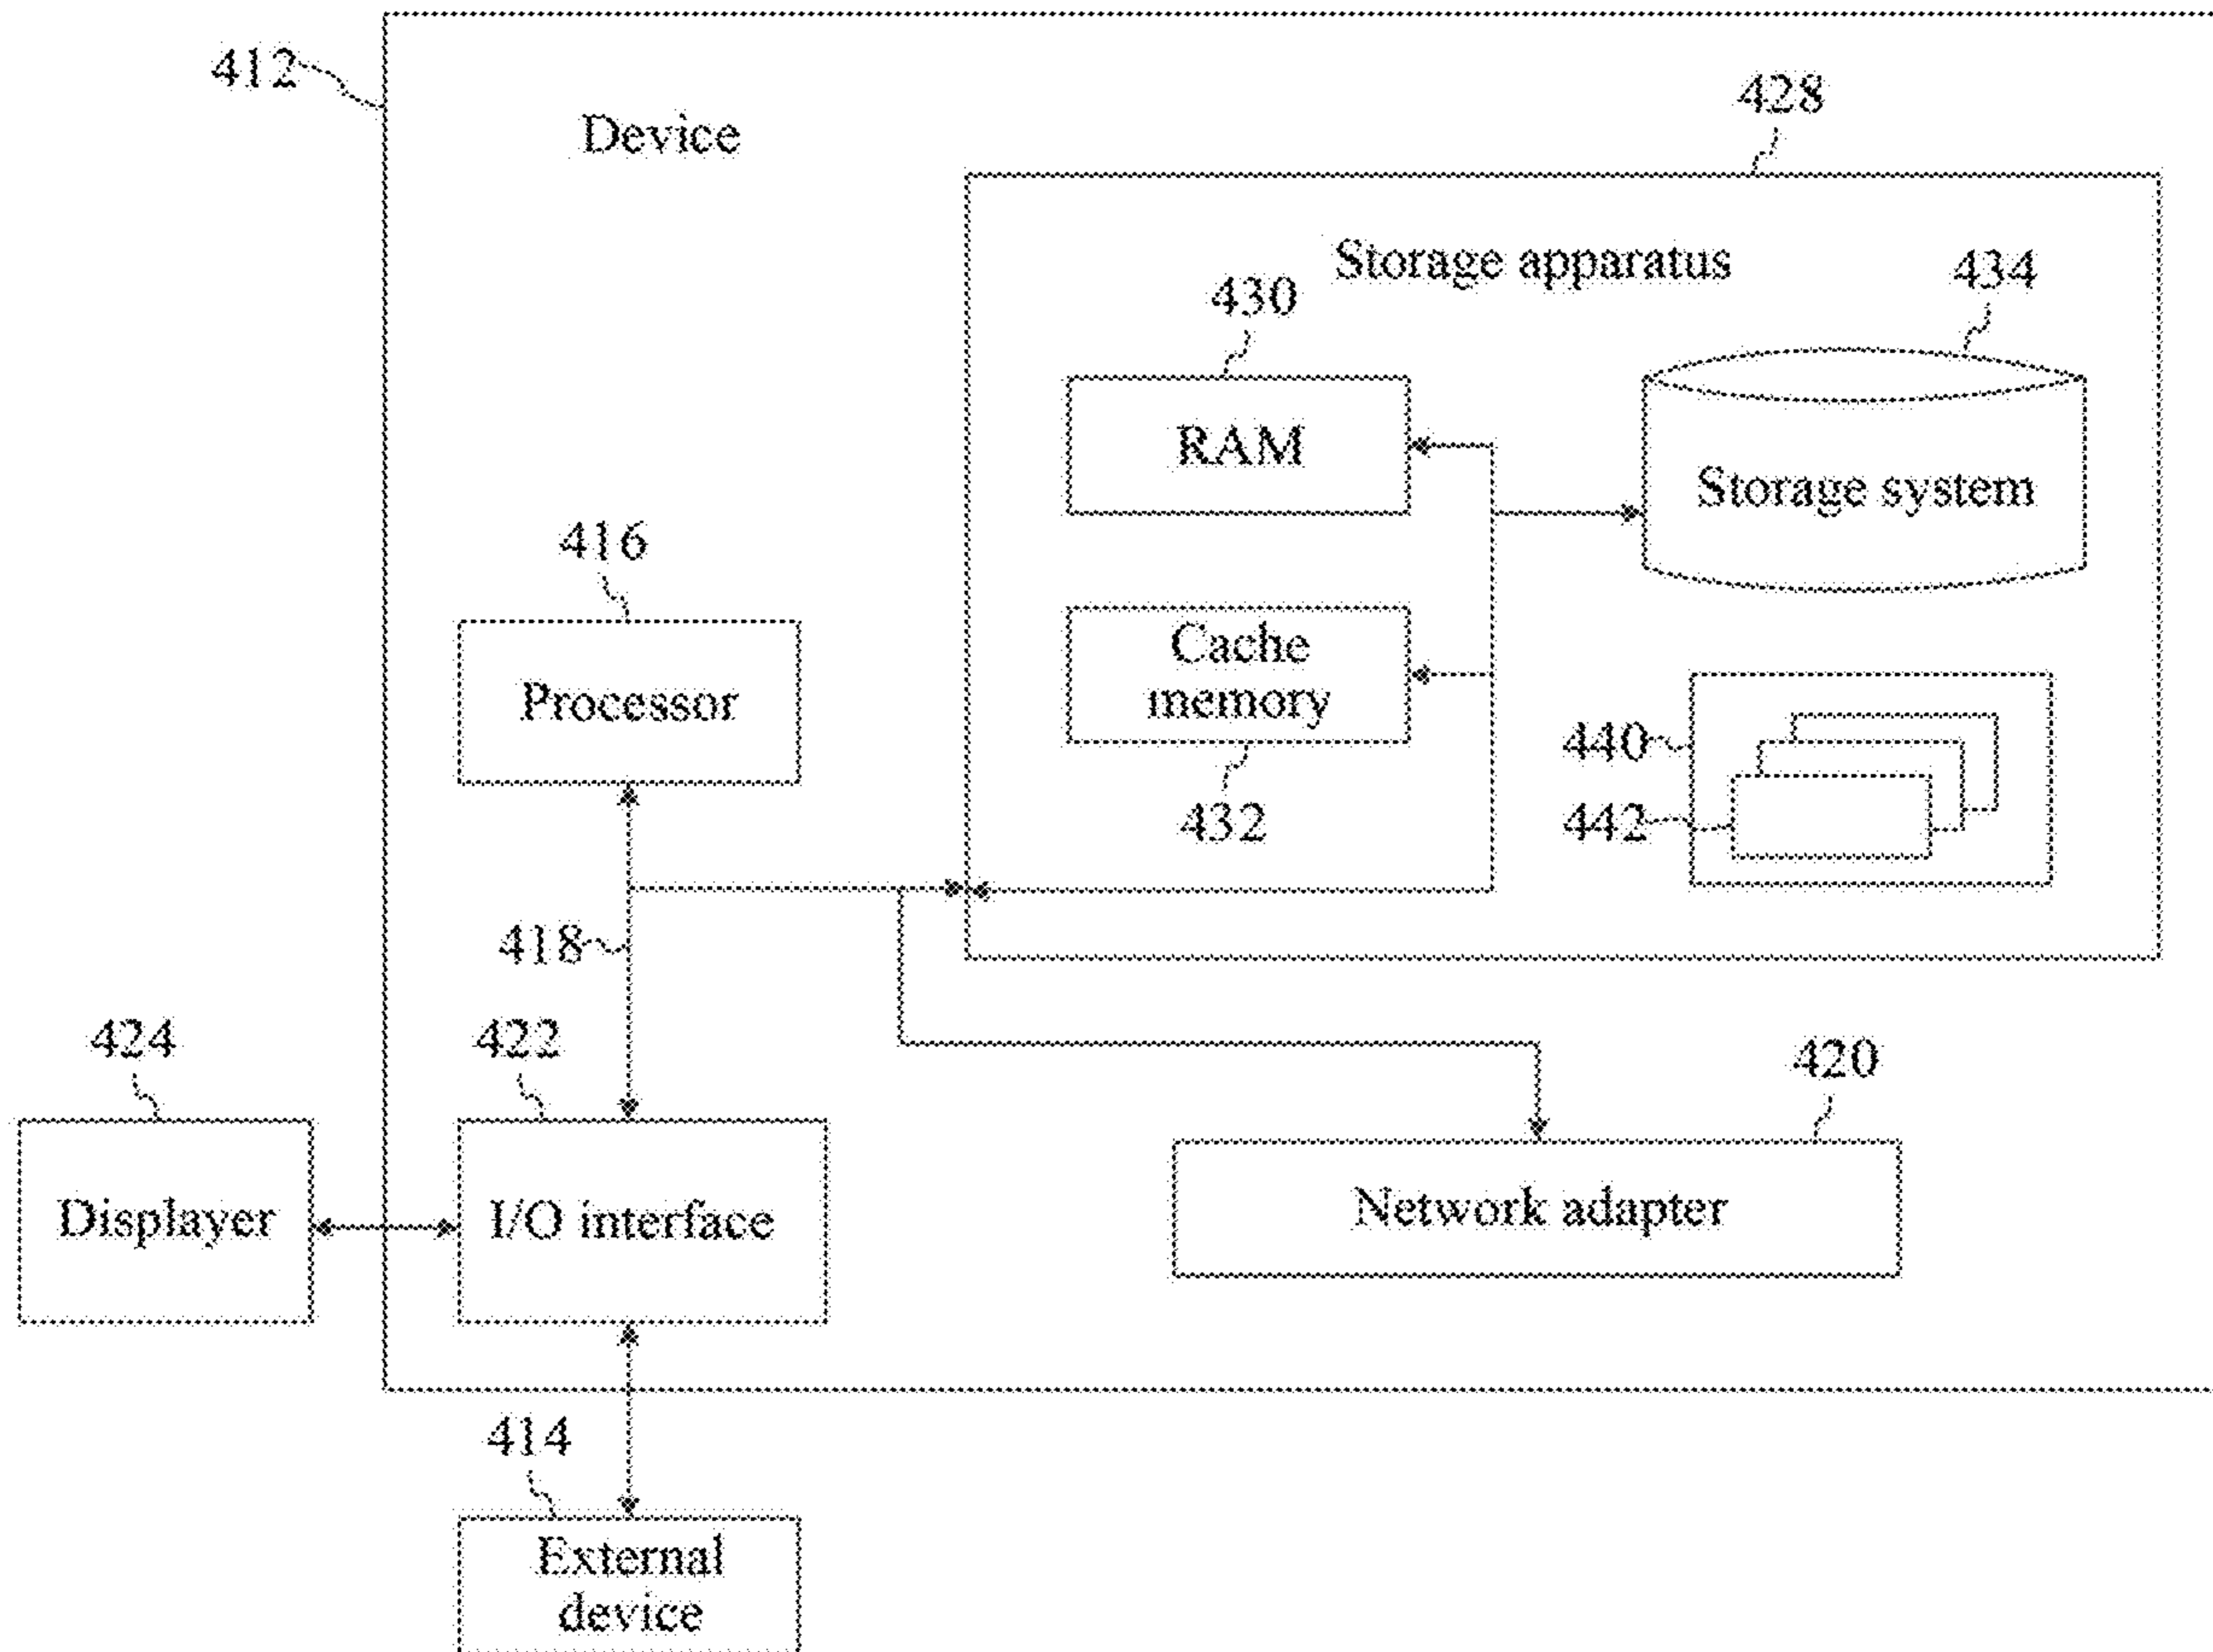 412
Device
428
Storage apparatus
434
430
RAM
Storage system
416
Processor
Cache
memory
432
440
442
418
424
422
420
Displayer
I/O interface
Network adapter
414
External
device